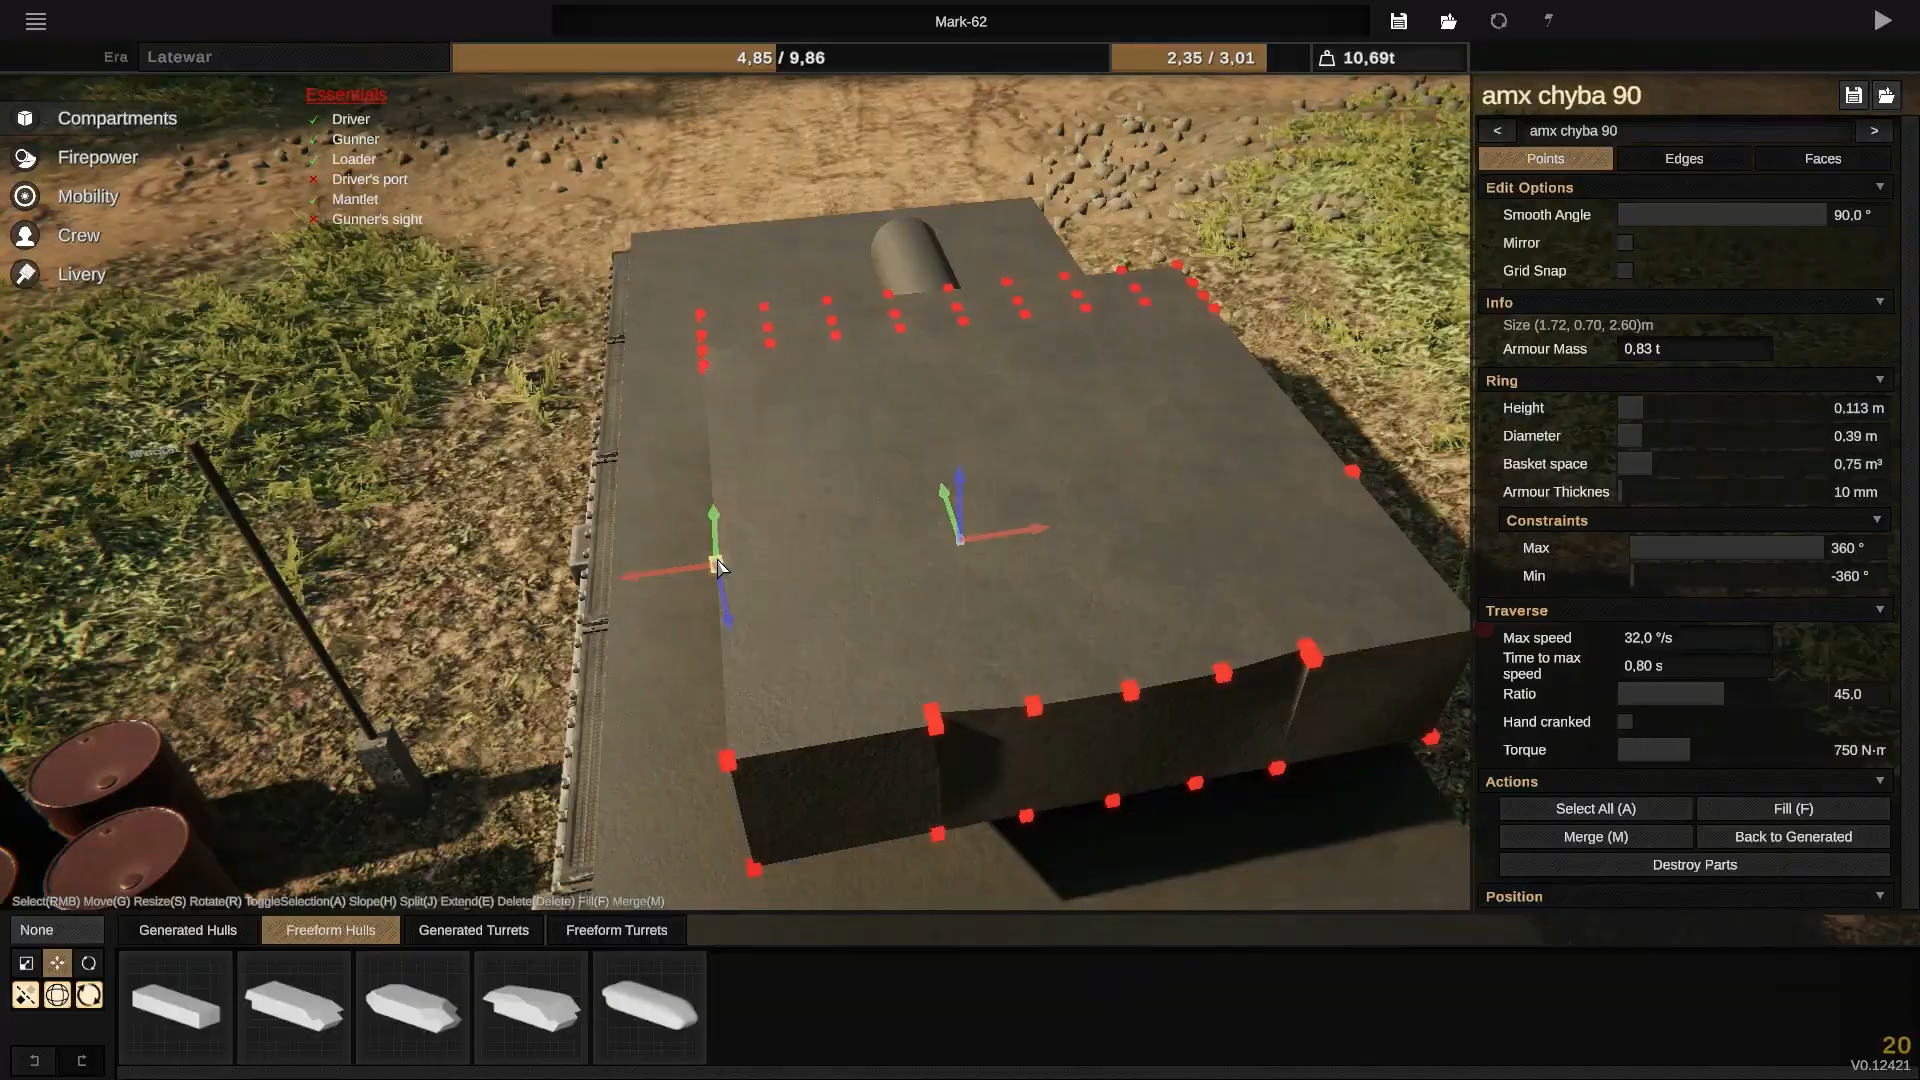 Mark-62
Era
Latewar
4,85 / 9,86
2,35 / 3,01
10,69t
Compartments
Firepower
Mobility
Crew
Livery
Essentials
Driver
Gunner
Loader
Driver's port
Mantlet
Gunner's sight
amx chyba 90
<
amx chyba 90
>
Points
Edges
Faces
Edit Options
Smooth Angle
90,0 °
Mirror
Grid Snap
Info
Size (1.72, 0.70, 2.60)m
Armour Mass
0,83 t
Ring
Height
0,113 m
Diameter
0,39 m
Basket space
0,75 m³
Armour Thicknes
10 mm
Constraints
Max
360 °
Min
-360 °
Traverse
Max speed
32,0 °/s
Time to max
speed
0,80 s
Ratio
45,0
Hand cranked
Torque
750 N·m
Actions
Select All (A)
Fill (F)
Merge (M)
Back to Generated
Destroy Parts
Position
Select(RMB) Move(G) Resize(S) Rotate(R) ToggleSelection(A) Slope(H) Split(J) Extend(E) Delete(Delete) Fill(F) Merge(M)
None
Generated Hulls
Freeform Hulls
Generated Turrets
Freeform Turrets
20
V0.12421